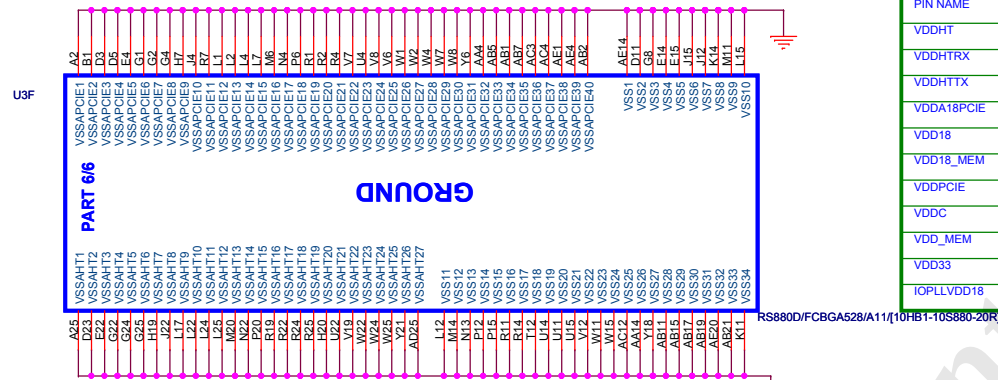 A2 B1 D3 D5 E4 G1 G2 G4 H7 J4 R7 L1 L2 L4 L7 M6 N4 P6 R1 R2 R4 V7 U4 V8 V6 W1 W2 W4 W7 W8 Y6 AA4 AB5 AB1 AB7 AC3 AC4 AE1 AE4 AB2
AE14 D11 G8 E14 E15 J15 J12 K14 M11 L15
U3F
VSSAPCIE1 VSSAPCIE2 VSSAPCIE3 VSSAPCIE4 VSSAPCIE5 VSSAPCIE6 VSSAPCIE7 VSSAPCIE8 VSSAPCIE9 VSSAPCIE10 VSSAPCIE11 VSSAPCIE12 VSSAPCIE13 VSSAPCIE14 VSSAPCIE15 VSSAPCIE16 VSSAPCIE17 VSSAPCIE18 VSSAPCIE19 VSSAPCIE20 VSSAPCIE21 VSSAPCIE22 VSSAPCIE23 VSSAPCIE24 VSSAPCIE25 VSSAPCIE26 VSSAPCIE27 VSSAPCIE28 VSSAPCIE29 VSSAPCIE30 VSSAPCIE31 VSSAPCIE32 VSSAPCIE33 VSSAPCIE34 VSSAPCIE35 VSSAPCIE36 VSSAPCIE37 VSSAPCIE38 VSSAPCIE39 VSSAPCIE40
VSS1 VSS2 VSS3 VSS4 VSS5 VSS6 VSS7 VSS8 VSS9 VSS10
PART 6/6
GROUND
VSSAHT1 VSSAHT2 VSSAHT3 VSSAHT4 VSSAHT5 VSSAHT6 VSSAHT7 VSSAHT8 VSSAHT9 VSSAHT10 VSSAHT11 VSSAHT12 VSSAHT13 VSSAHT14 VSSAHT15 VSSAHT16 VSSAHT17 VSSAHT18 VSSAHT19 VSSAHT20 VSSAHT21 VSSAHT22 VSSAHT23 VSSAHT24 VSSAHT25 VSSAHT26 VSSAHT27
VSS11 VSS12 VSS13 VSS14 VSS15 VSS16 VSS17 VSS18 VSS19 VSS20 VSS21 VSS22 VSS23 VSS24 VSS25 VSS26 VSS27 VSS28 VSS29 VSS30 VSS31 VSS32 VSS33 VSS34
A25 D23 E22 G22 G24 G25 H19 J22 L17 L22 L24 L25 M20 N22 P20 R19 R22 R24 R25 H20 U22 V19 W22 W24 W25 Y21 AD25
L12 M14 N13 P12 P15 R11 R14 T12 U14 U11 U15 V12 W11 W15 AC12 AA14 Y18 AB11 AB15 AB17 AB19 AE20 AB21 K11
RS880D/FCBGA528/A11/[10HB1-10S880-20R]
PIN NAME
VDDHT
VDDHTRX
VDDHTTX
VDDA18PCIE
VDD18
VDD18_MEM
VDDPCIE
VDDC
VDD_MEM
VDD33
IOPLLVDD18